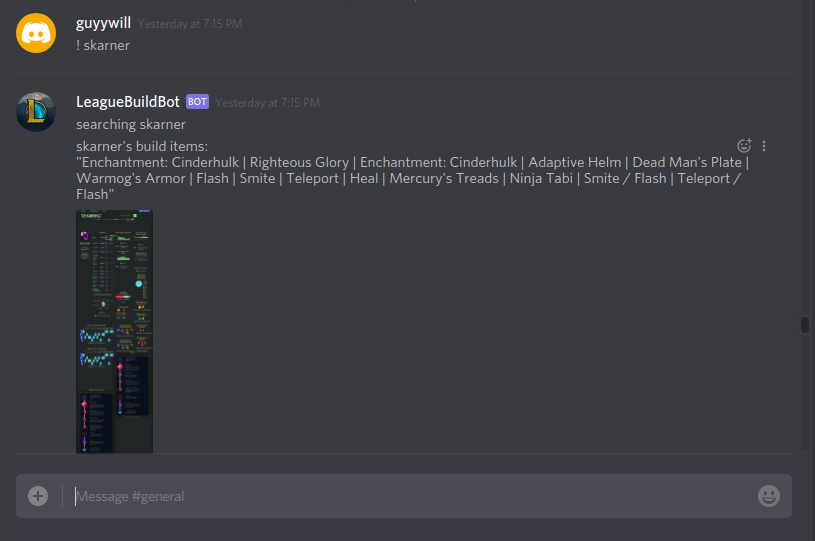 guyywill Yesterday at 7:15 PM
! skarner
LeagueBuildBot BOT Yesterday at 7:15 PM
searching skarner
skarner's build items:
"Enchantment: Cinderhulk | Righteous Glory | Enchantment: Cinderhulk | Adaptive Helm | Dead Man's Plate |
Warmog's Armor | Flash | Smite | Teleport | Heal | Mercury's Treads | Ninja Tabi | Smite / Flash | Teleport /
Flash"
Message #general